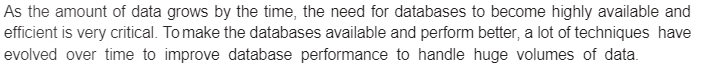 As the amount of data grows by the time, the need for databases to become highly available and
efficient is very critical. To make the databases available and perform better, a lot of techniques have
evolved over time to improve database performance to handle huge volumes of data.